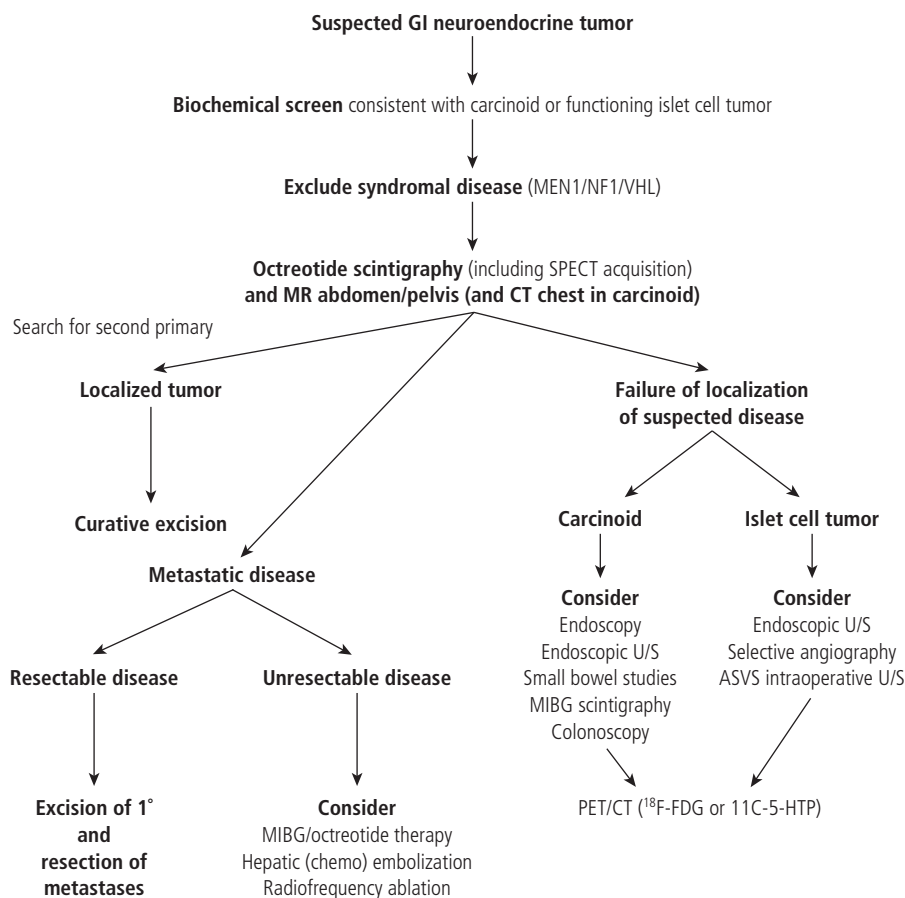 Suspected GI neuroendocrine tumor
Biochemical screen consistent with carcinoid or functioning islet cell tumor
Exclude syndromal disease (MEN1/NF1/VHL)
Octreotide scintigraphy (including SPECT acquisition)
and MR abdomen/pelvis (and CT chest in carcinoid)
Search for second primary
Localized tumor
Curative excision
Metastatic disease
Resectable disease
Excision of 1°
and
resection of
metastases
Unresectable disease
Consider
MIBG/octreotide therapy
Hepatic (chemo) embolization
Radiofrequency ablation
Failure of localization
of suspected disease
Carcinoid
Consider
Endoscopy
Endoscopic U/S
Small bowel studies
MIBG scintigraphy
Colonoscopy
Islet cell tumor
Consider
Endoscopic U/S
Selective angiography
ASVS intraoperative U/S
PET/CT (¹⁸F-FDG or 11C-5-HTP)